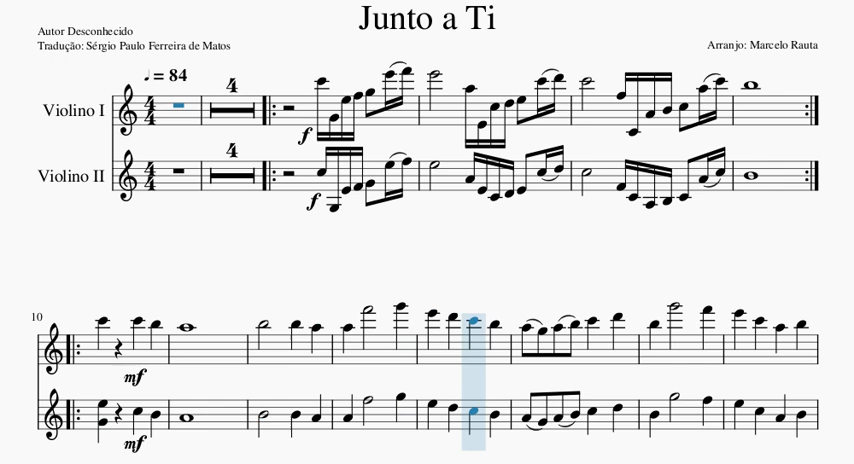 Junto a Ti
Autor Desconhecido
Tradução: Sérgio Paulo Ferreira de Matos
Arranjo: Marcelo Rauta
♩ = 84
4
4
4
Violino I
f
4
4
4
Violino II
f
10
mf
mf